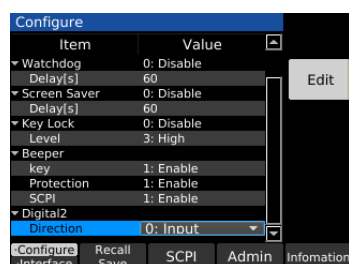 Configure
Item Value
Watchdog 0: Disable
Delay[s] 60
Edit
Screen Saver 0: Disable
Delay[s] 60
Key Lock 0: Disable
Level 3: High
Beeper
key 1: Enable
Protection 1: Enable
SCPI 1: Enable
Digital2
Direction 0: Input
·Configure Recall SCPI Admin Infomation
·Interface Save